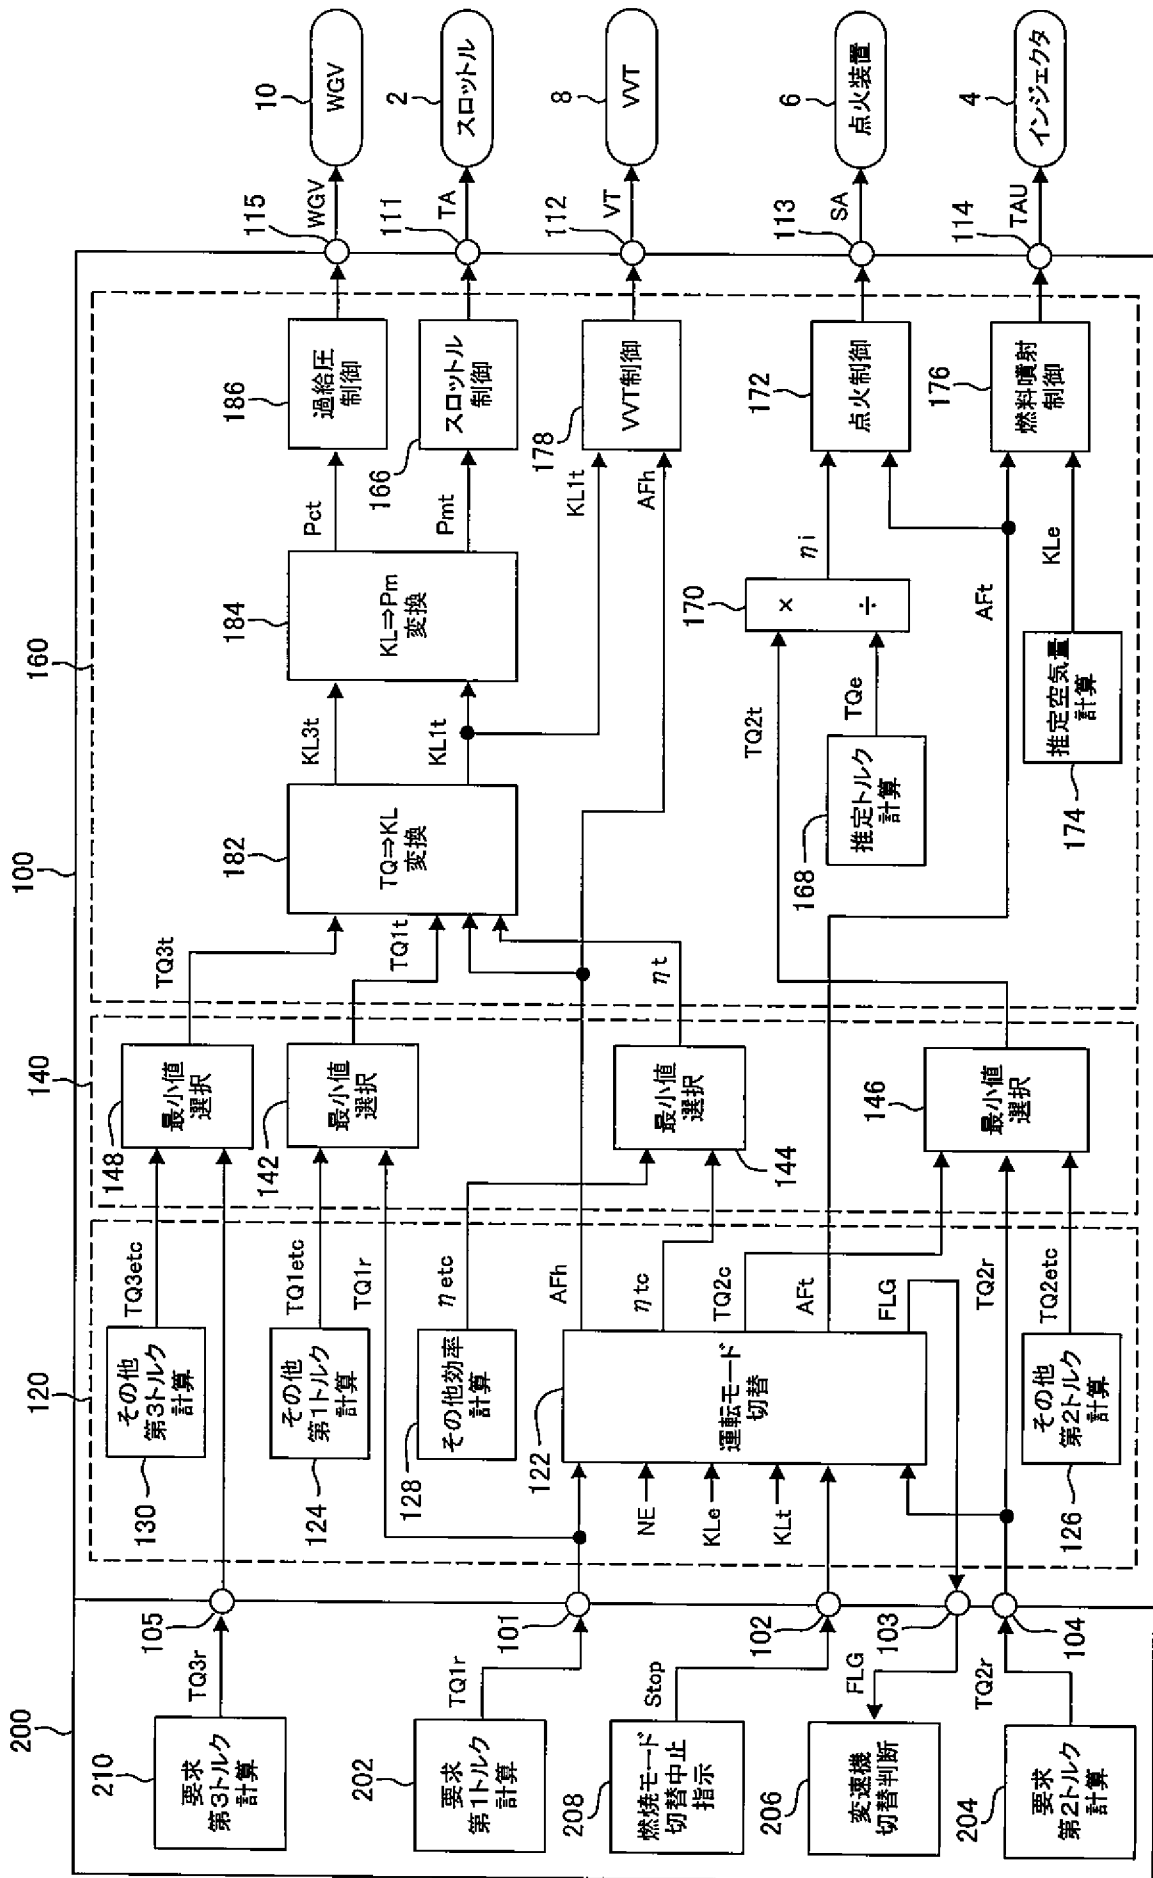 200
210
要求
第3トルク
計算
TQ3r
105
202
要求
第1トルク
計算
TQ1r
101
208
燃焼モード
切替中止
指示
Stop
102
206
変速機
切替判断
FLG
103
204
要求
第2トルク
計算
TQ2r
104
100
120
130
その他
第3トルク
計算
TQ3etc
124
その他
第1トルク
計算
TQ1etc
TQ1r
128
その他効率
計算
ηetc
122
運転モード
切替
NE
KLe
KLt
AFh
ηtc
TQ2c
AFt
FLG
TQ2r
126
その他
第2トルク
計算
TQ2etc
140
148
最小値
選択
142
最小値
選択
144
最小値
選択
146
最小値
選択
160
TQ3t
TQ1t
ηt
182
TQ⇒KL
変換
KL3t
KL1t
184
KL⇒Pm
変換
Pct
Pmt
186
過給圧
制御
166
スロットル
制御
KL1t
AFh
178
VVT制御
TQ2t
168
推定トルク
計算
TQe
170
×
÷
ηi
172
点火制御
AFt
174
推定空気量
計算
KLe
176
燃料噴射
制御
115
WGV
10
WGV
111
TA
2
スロットル
112
VT
8
VVT
113
SA
6
点火装置
114
TAU
4
インジェクタ